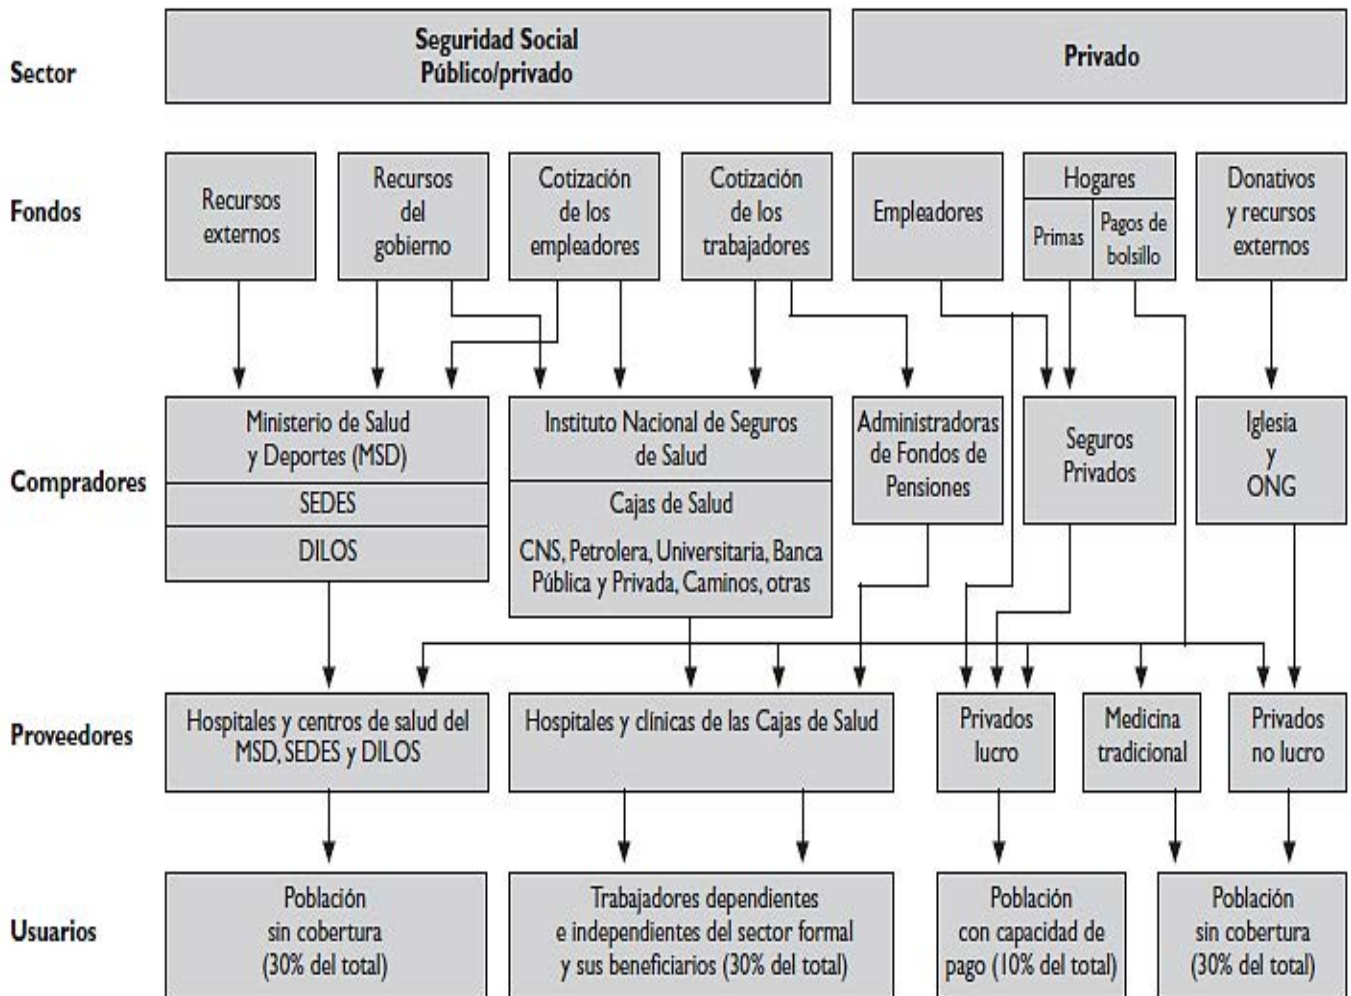 Sector
Seguridad Social
Público/privado
Privado
Fondos
Recursos
externos
Recursos
del
gobierno
Cotización
de los
empleadores
Cotización
de los
trabajadores
Empleadores
Hogares
Primas
Pagos de
bolsillo
Donativos
y recursos
externos
Compradores
Ministerio de Salud
y Deportes (MSD)
SEDES
DILOS
Instituto Nacional de Seguros
de Salud
Cajas de Salud
CNS, Petrolera, Universitaria, Banca
Pública y Privada, Caminos, otras
Administradoras
de Fondos de
Pensiones
Seguros
Privados
Iglesia
y
ONG
Proveedores
Hospitales y centros de salud del
MSD, SEDES y DILOS
Hospitales y clínicas de las Cajas de Salud
Privados
lucro
Medicina
tradicional
Privados
no lucro
Usuarios
Población
sin cobertura
(30% del total)
Trabajadores dependientes
e independientes del sector formal
y sus beneficiarios (30% del total)
Población
con capacidad de
pago (10% del total)
Población
sin cobertura
(30% del total)